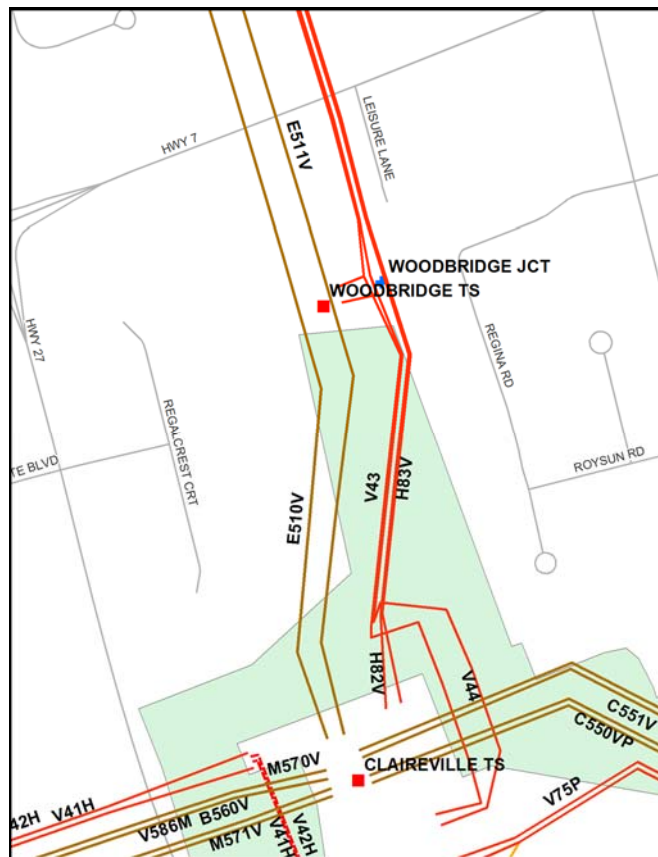 HWY 7
E511V
LEISURE LANE
WOODBRIDGE JCT
WOODBRIDGE TS
HWY 27
REGINA RD
REGALCREST CRT
TE BLVD
ROYSUN RD
V43
H83V
E510V
H82V
V44
C551V
C550VP
M570V
CLAIREVILLE TS
V75P
42H
V41H
V586M
B560V
M571V
V41H
V42H